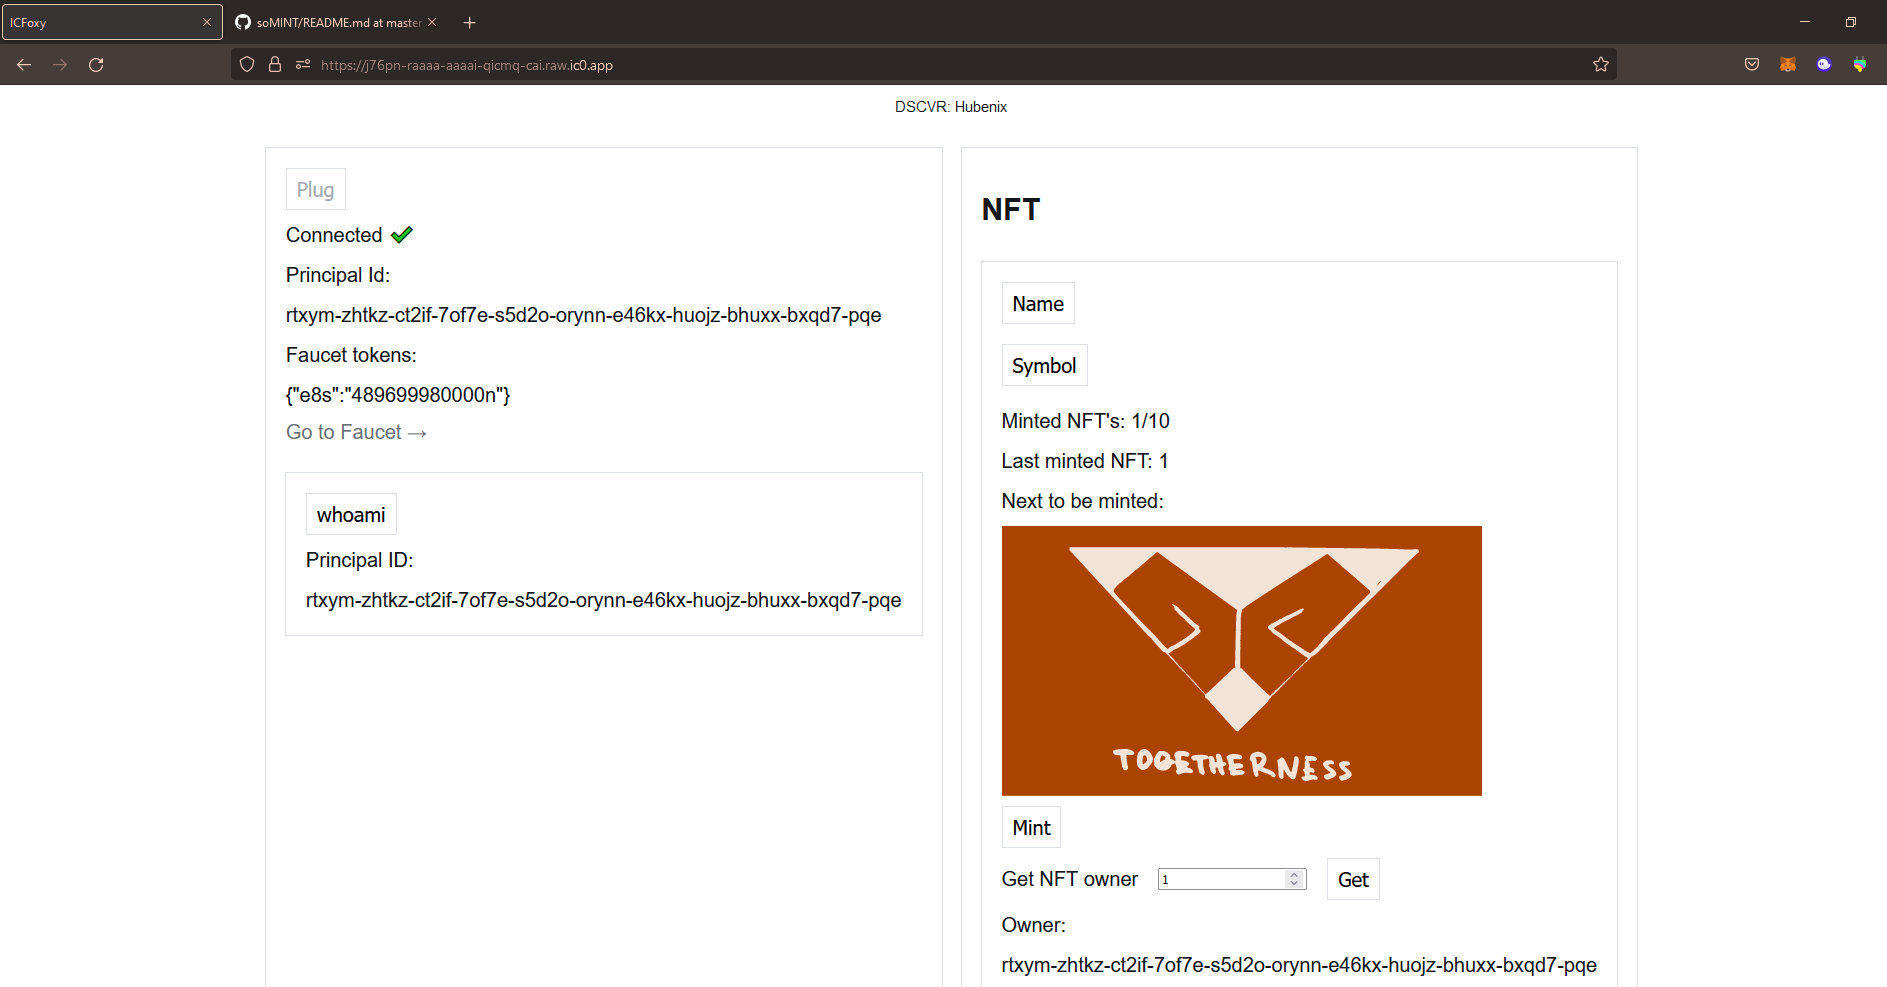 ICFoxy
soMINT/README.md at master
https://j76pn-raaaa-aaaai-qicmq-cai.raw.ic0.app
DSCVR: Hubenix
Plug
Connected
Principal Id:
rtxym-zhtkz-ct2if-7of7e-s5d2o-orynn-e46kx-huojz-bhuxx-bxqd7-pqe
Faucet tokens:
{"e8s":"489699980000n"}
Go to Faucet →
whoami
Principal ID:
rtxym-zhtkz-ct2if-7of7e-s5d2o-orynn-e46kx-huojz-bhuxx-bxqd7-pqe
NFT
Name
Symbol
Minted NFT's: 1/10
Last minted NFT: 1
Next to be minted:
TOGETHERNESS
Mint
Get NFT owner 1 Get
Owner:
rtxym-zhtkz-ct2if-7of7e-s5d2o-orynn-e46kx-huojz-bhuxx-bxqd7-pqe